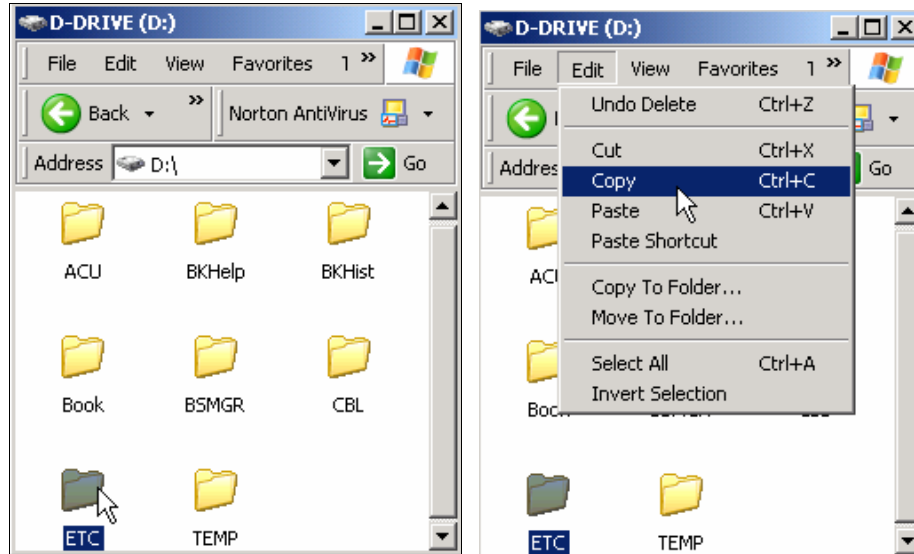 D-DRIVE (D:)
File Edit View Favorites »
Back »
Norton AntiVirus
Address D:\ Go
ACU BKHelp BKHist
Book BSMGR CBL
ETC TEMP
D-DRIVE (D:)
File Edit View Favorites »
Undo Delete Ctrl+Z
Cut Ctrl+X
Addres Go
Copy Ctrl+C
Paste Ctrl+V
Paste Shortcut
Copy To Folder...
Move To Folder...
Select All Ctrl+A
Invert Selection
ETC TEMP